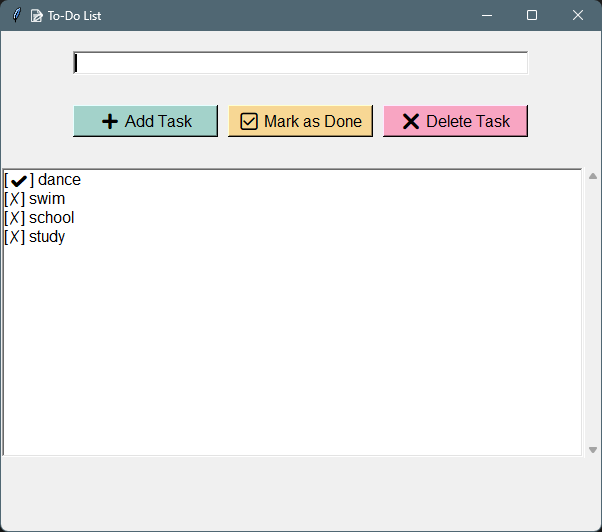 📝 To-Do List
➕ Add Task
☑ Mark as Done
❌ Delete Task
[✔] dance
[✗] swim
[✗] school
[✗] study